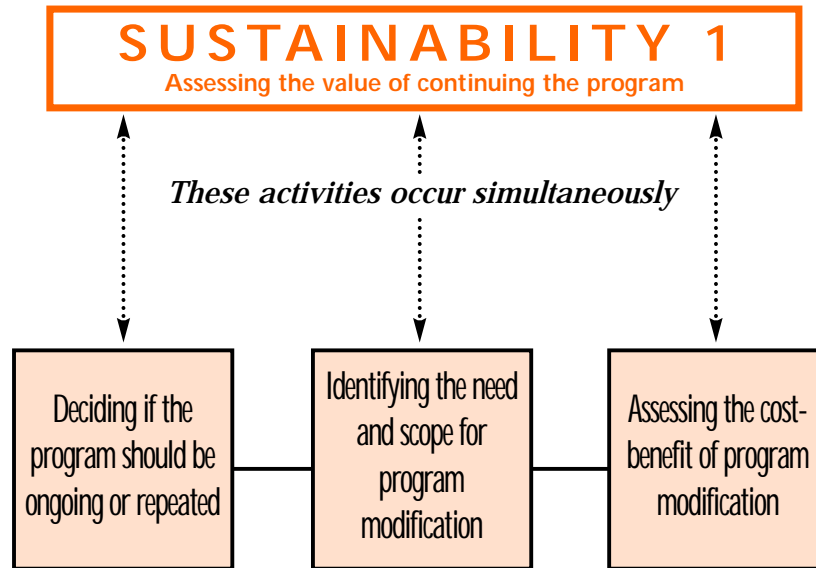 SUSTAINABILITY 1
Assessing the value of continuing the program
These activities occur simultaneously
Deciding if the
program should be
ongoing or repeated
Identifying the need
and scope for
program
modification
Assessing the cost-
benefit of program
modification